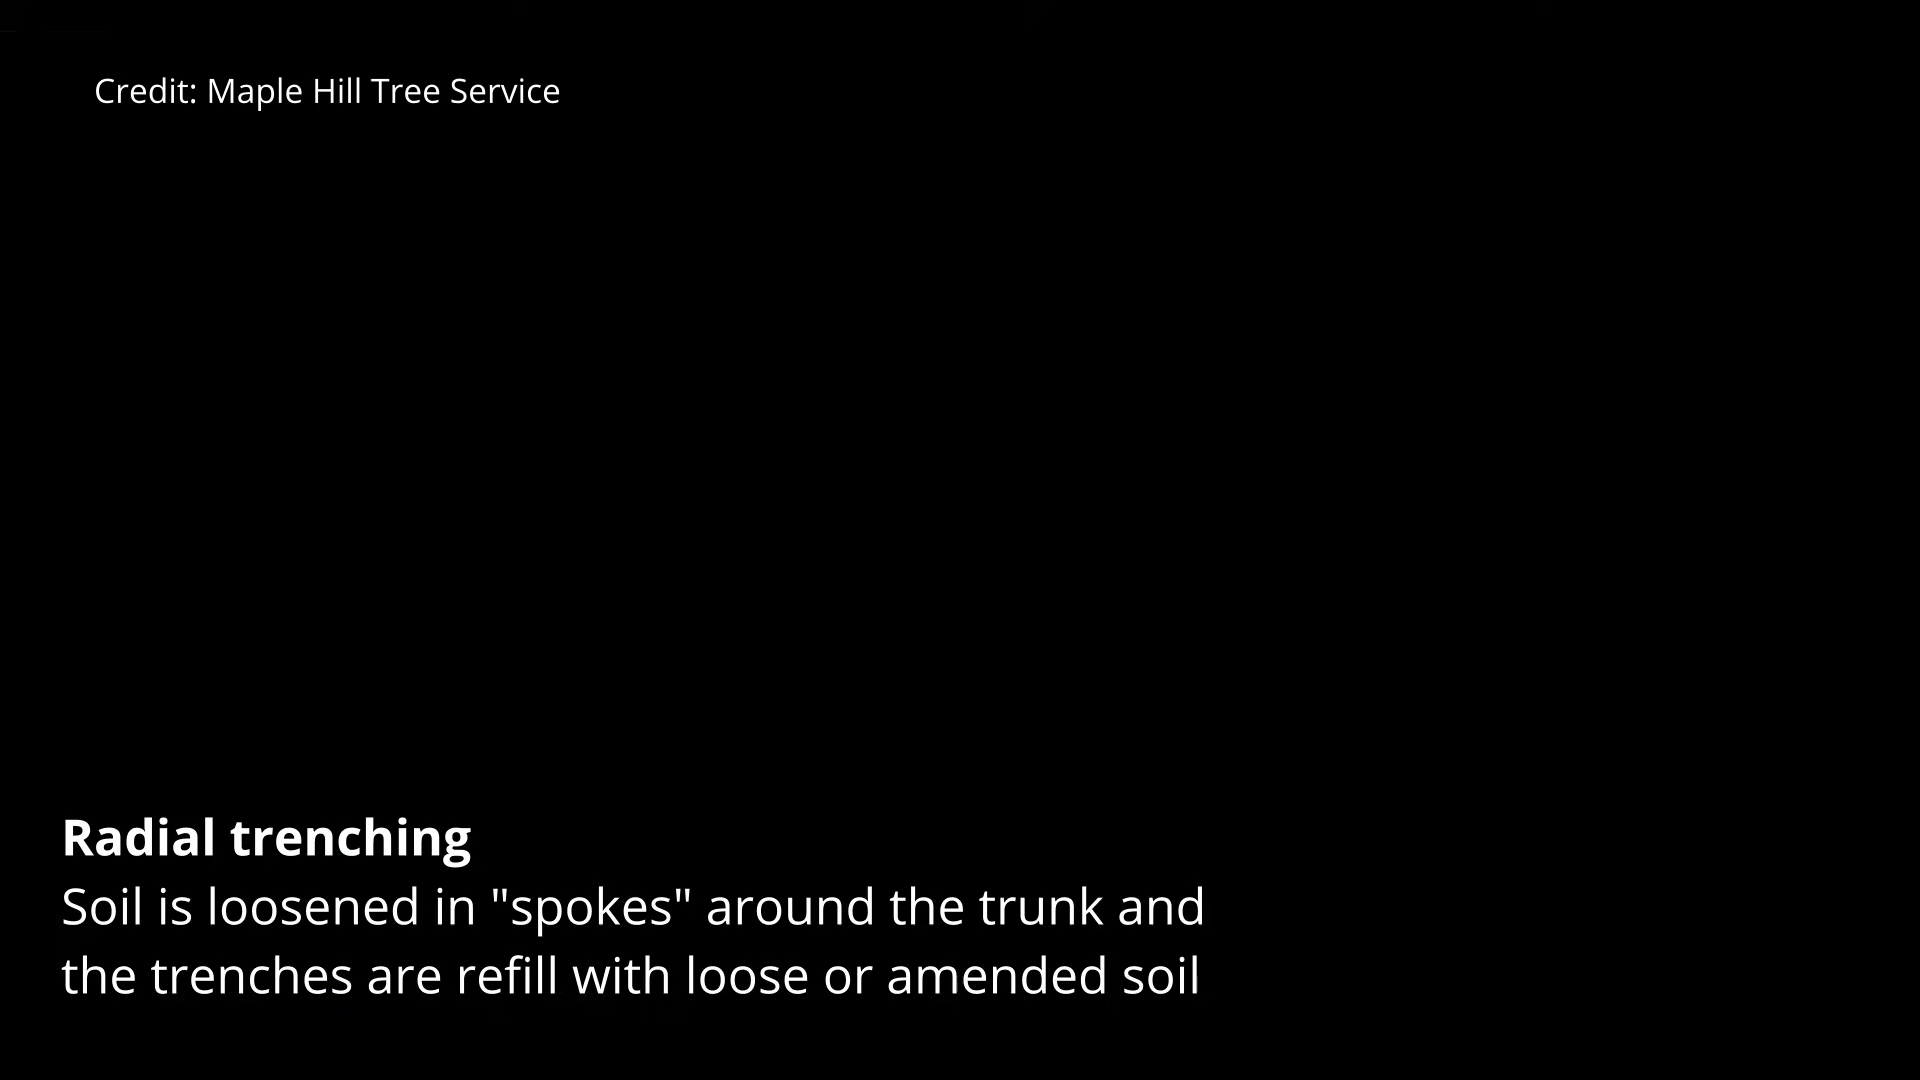 Credit: Maple Hill Tree Service
Radial trenching
Soil is loosened in "spokes" around the trunk and
the trenches are refill with loose or amended soil